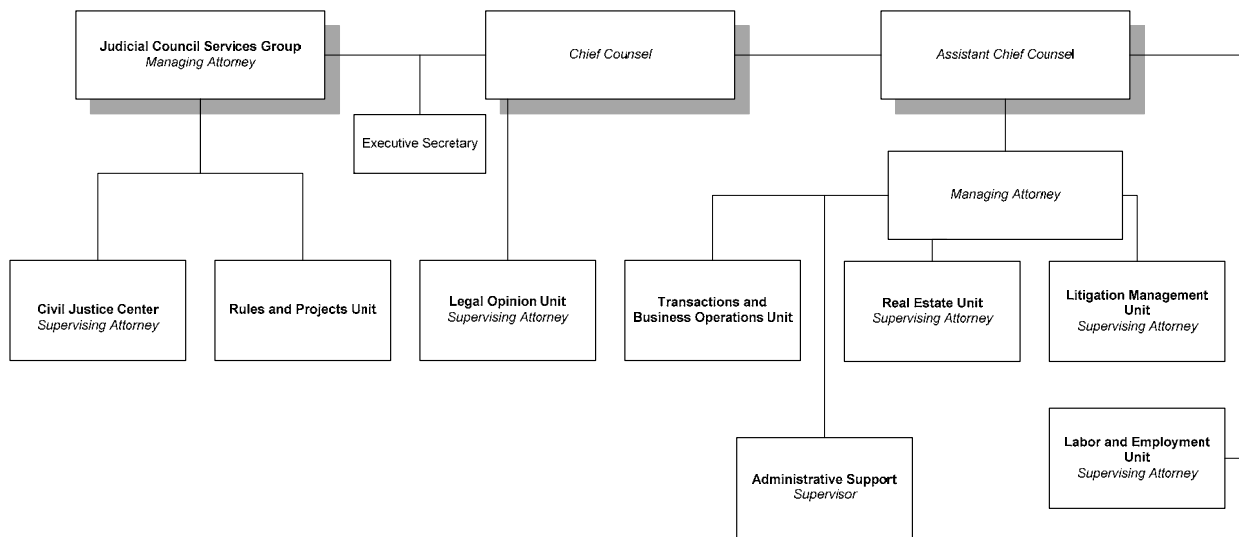 Judicial Council Services Group
Managing Attorney
Chief Counsel
Assistant Chief Counsel
Executive Secretary
Managing Attorney
Civil Justice Center
Supervising Attorney
Rules and Projects Unit
Legal Opinion Unit
Supervising Attorney
Transactions and
Business Operations Unit
Real Estate Unit
Supervising Attorney
Litigation Management
Unit
Supervising Attorney
Labor and Employment
Unit
Supervising Attorney
Administrative Support
Supervisor